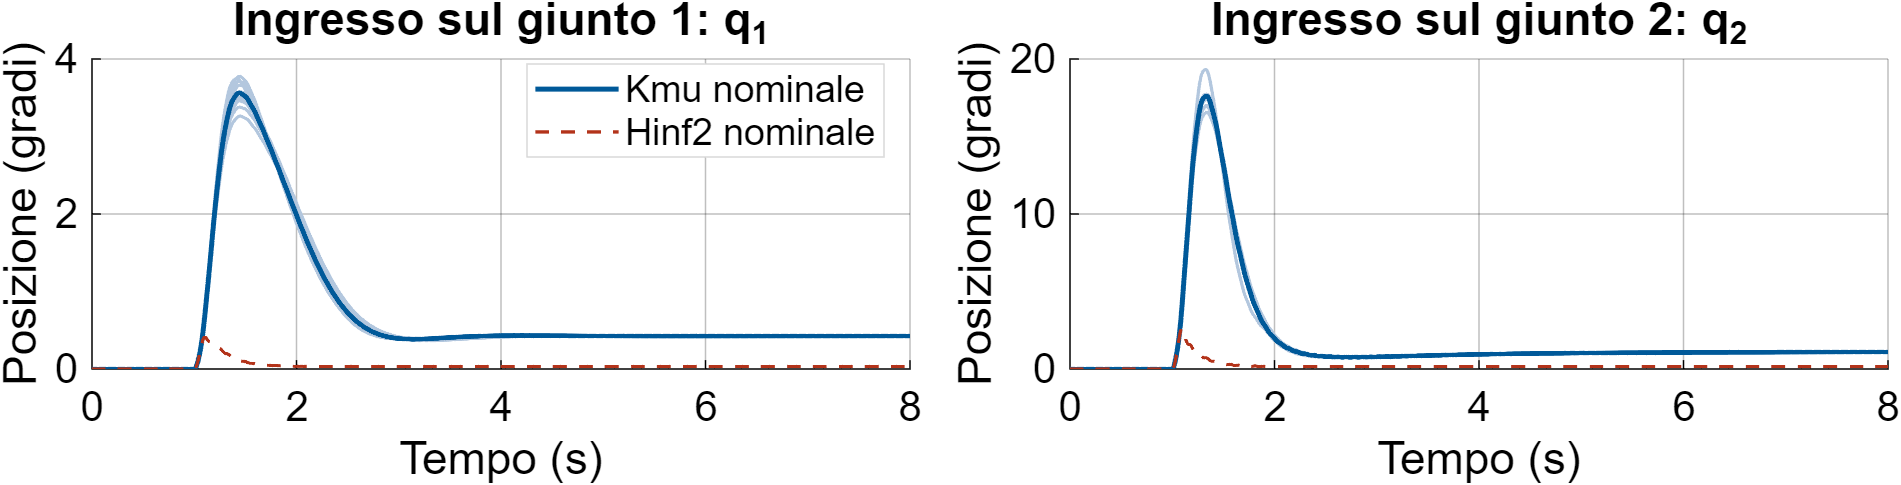 Ingresso sul giunto 1: q1
Posizione (gradi)
4
2
0
Kmu nominale
Hinf2 nominale
0 2 4 6 8
Tempo (s)
Ingresso sul giunto 2: q2
Posizione (gradi)
20
10
0
0 2 4 6 8
Tempo (s)